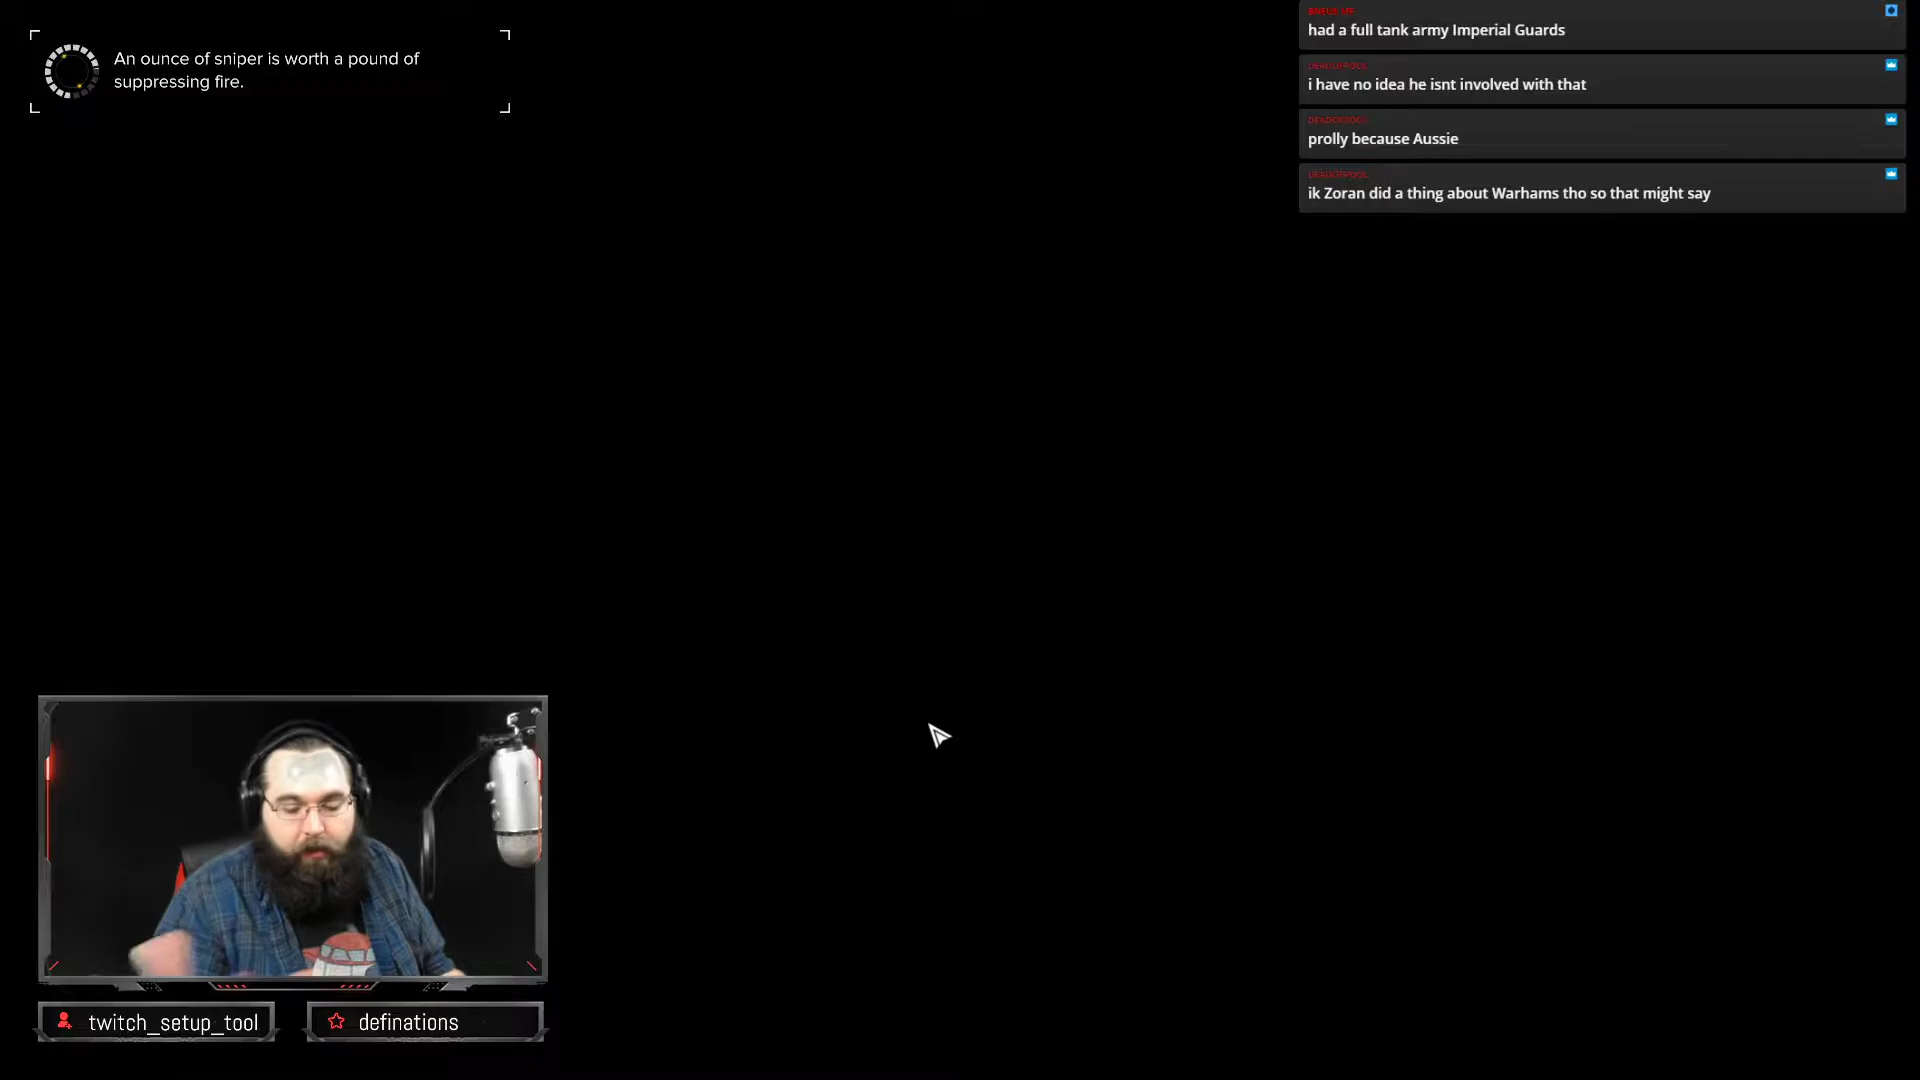 An ounce of sniper is worth a pound of
suppressing fire.
had a full tank army Imperial Guards
i have no idea he isnt involved with that
prolly because Aussie
ik Zoran did a thing about Warhams tho so that might say
twitch_setup_tool
definations